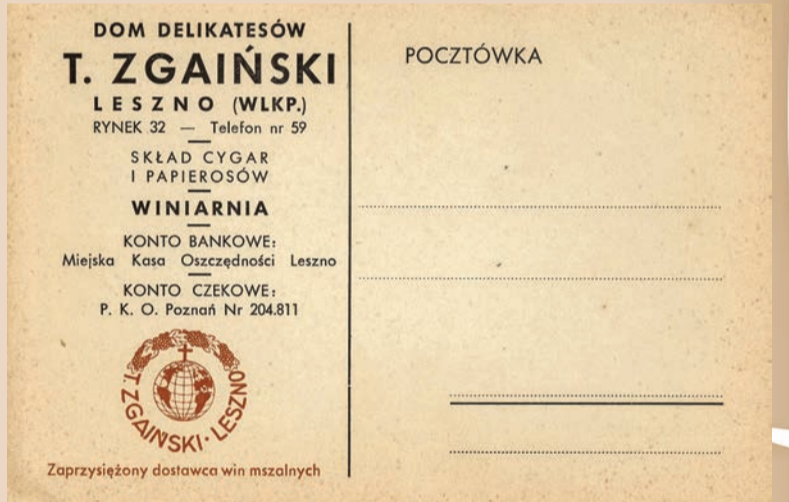 DOM DELIKATESÓW
T. ZGAIŃSKI
LESZNO (WLKP.)
RYNEK 32 — Telefon nr 59
SKŁAD CYGAR
I PAPIEROSÓW
WINIARNIA
KONTO BANKOWE:
Miejska Kasa Oszczędności Leszno
KONTO CZEKOWE:
P. K. O. Poznań Nr 204.811
T. ZGAIŃSKI · LESZNO
Zaprzysiężony dostawca win mszalnych
POCZTÓWKA